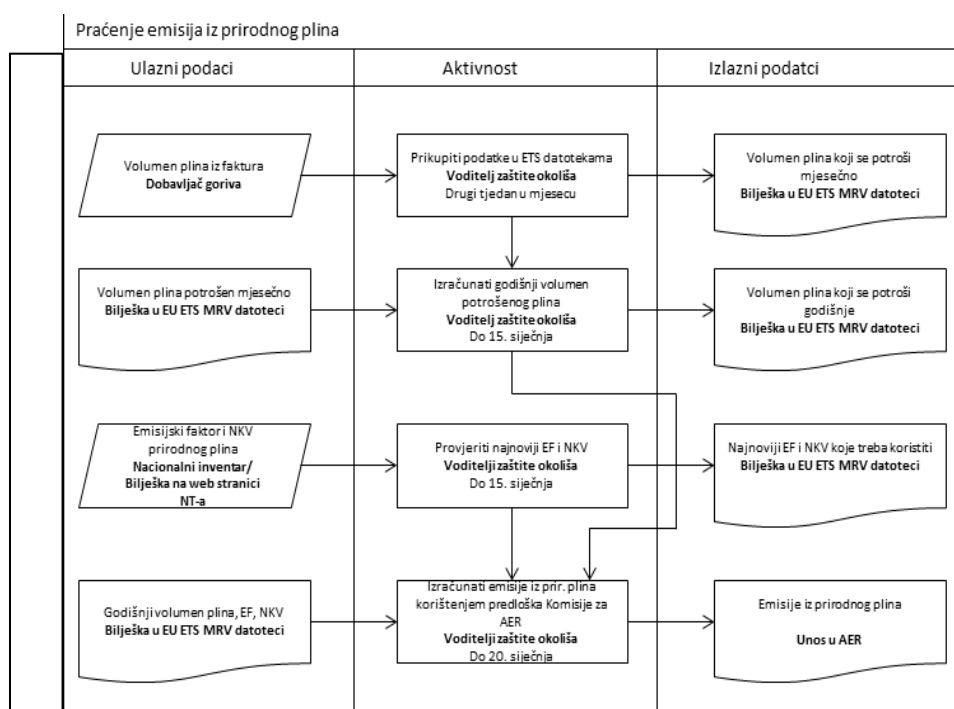 Praćenje emisija iz prirodnog plina
Ulazni podaci
Aktivnost
Izlazni podatci
Volumen plina iz faktura
Dobavljač goriva
Prikupiti podatke u ETS datotekama
Voditelj zaštite okoliša
Drugi tjedan u mjesecu
Volumen plina koji se potroši
mjesečno
Bilješka u EU ETS MRV datoteci
Volumen plina potrošen mjesečno
Bilješka u EU ETS MRV datoteci
Izračunati godišnji volumen
potrošenog plina
Voditelj zaštite okoliša
Do 15. siječnja
Volumen plina koji se potroši
godišnje
Bilješka u EU ETS MRV datoteci
Emisijski faktor i NKV
prirodnog plina
Nacionalni inventar/
Bilješka na web stranici
NT-a
Provjeriti najnoviji EF i NKV
Voditelji zaštite okoliša
Do 15. siječnja
Najnoviji EF i NKV koje treba koristiti
Bilješka u EU ETS MRV datoteci
Godišnji volumen plina, EF, NKV
Bilješka u EU ETS MRV datoteci
Izračunati emisije iz prir. plina
korištenjem predloška Komisije za
AER
Voditelji zaštite okoliša
Do 20. siječnja
Emisije iz prirodnog plina
Unos u AER